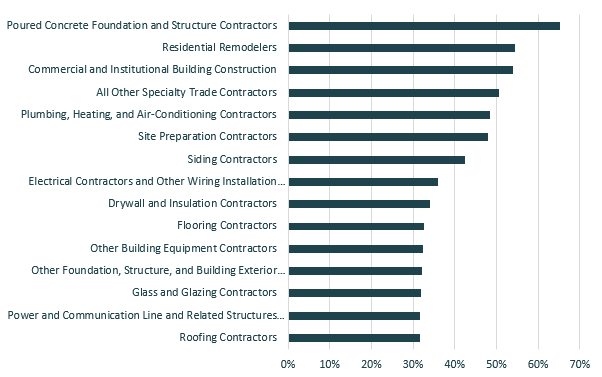 Poured Concrete Foundation and Structure Contractors
Residential Remodelers
Commercial and Institutional Building Construction
All Other Specialty Trade Contractors
Plumbing, Heating, and Air-Conditioning Contractors
Site Preparation Contractors
Siding Contractors
Electrical Contractors and Other Wiring Installation…
Drywall and Insulation Contractors
Flooring Contractors
Other Building Equipment Contractors
Other Foundation, Structure, and Building Exterior…
Glass and Glazing Contractors
Power and Communication Line and Related Structures…
Roofing Contractors
0% 10% 20% 30% 40% 50% 60% 70%